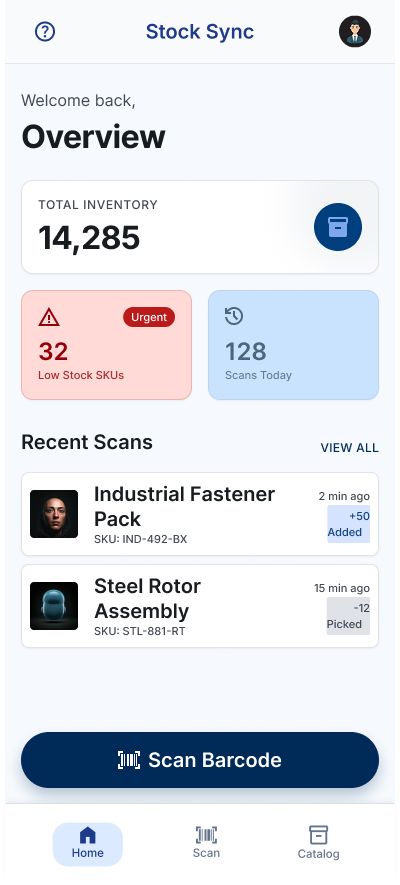 Stock Sync
Welcome back,
Overview
TOTAL INVENTORY
14,285
Urgent
32
Low Stock SKUs
128
Scans Today
Recent Scans
VIEW ALL
Industrial Fastener
Pack
SKU: IND-492-BX
2 min ago
+50
Added
Steel Rotor
Assembly
SKU: STL-881-RT
15 min ago
-12
Picked
Scan Barcode
Home
Scan
Catalog